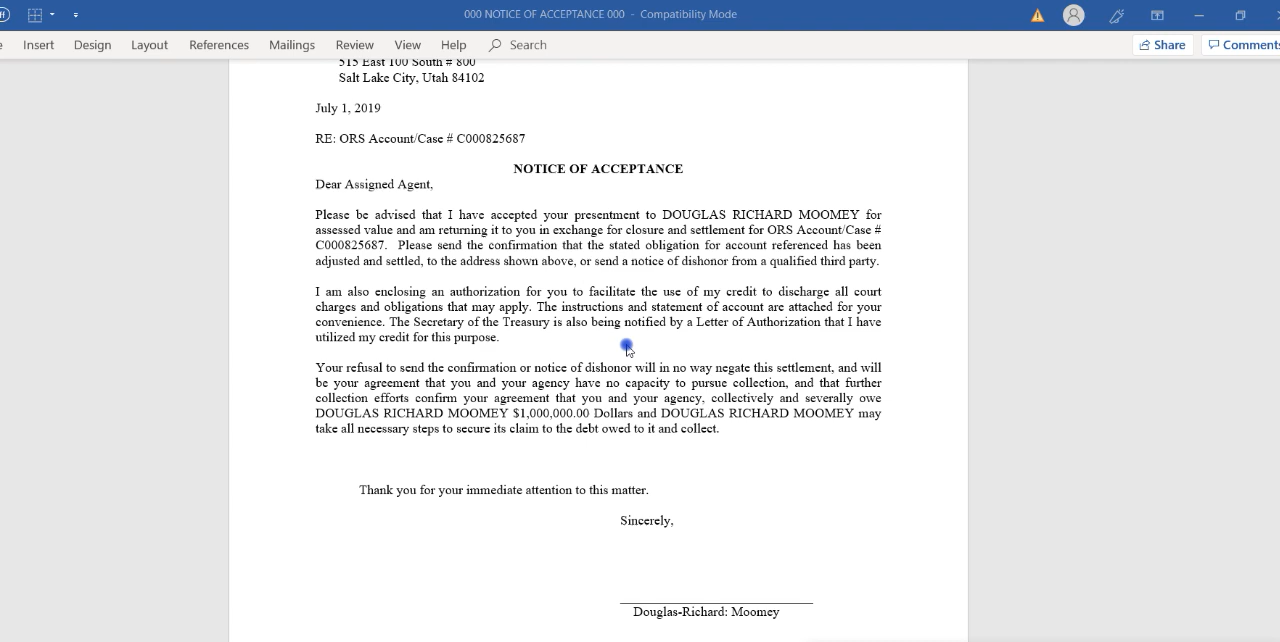 000 NOTICE OF ACCEPTANCE 000 - Compatibility Mode
Insert Design Layout References Mailings Review View Help Search Share Comments
515 East 100 South # 800
Salt Lake City, Utah 84102
July 1, 2019
RE: ORS Account/Case # C000825687
NOTICE OF ACCEPTANCE
Dear Assigned Agent,
Please be advised that I have accepted your presentment to DOUGLAS RICHARD MOOMEY for
assessed value and am returning it to you in exchange for closure and settlement for ORS Account/Case #
C000825687. Please send the confirmation that the stated obligation for account referenced has been
adjusted and settled, to the address shown above, or send a notice of dishonor from a qualified third party.
I am also enclosing an authorization for you to facilitate the use of my credit to discharge all court
charges and obligations that may apply. The instructions and statement of account are attached for your
convenience. The Secretary of the Treasury is also being notified by a Letter of Authorization that I have
utilized my credit for this purpose.
Your refusal to send the confirmation or notice of dishonor will in no way negate this settlement, and will
be your agreement that you and your agency have no capacity to pursue collection, and that further
collection efforts confirm your agreement that you and your agency, collectively and severally owe
DOUGLAS RICHARD MOOMEY $1,000,000.00 Dollars and DOUGLAS RICHARD MOOMEY may
take all necessary steps to secure its claim to the debt owed to it and collect.
Thank you for your immediate attention to this matter.
Sincerely,
Douglas-Richard: Moomey